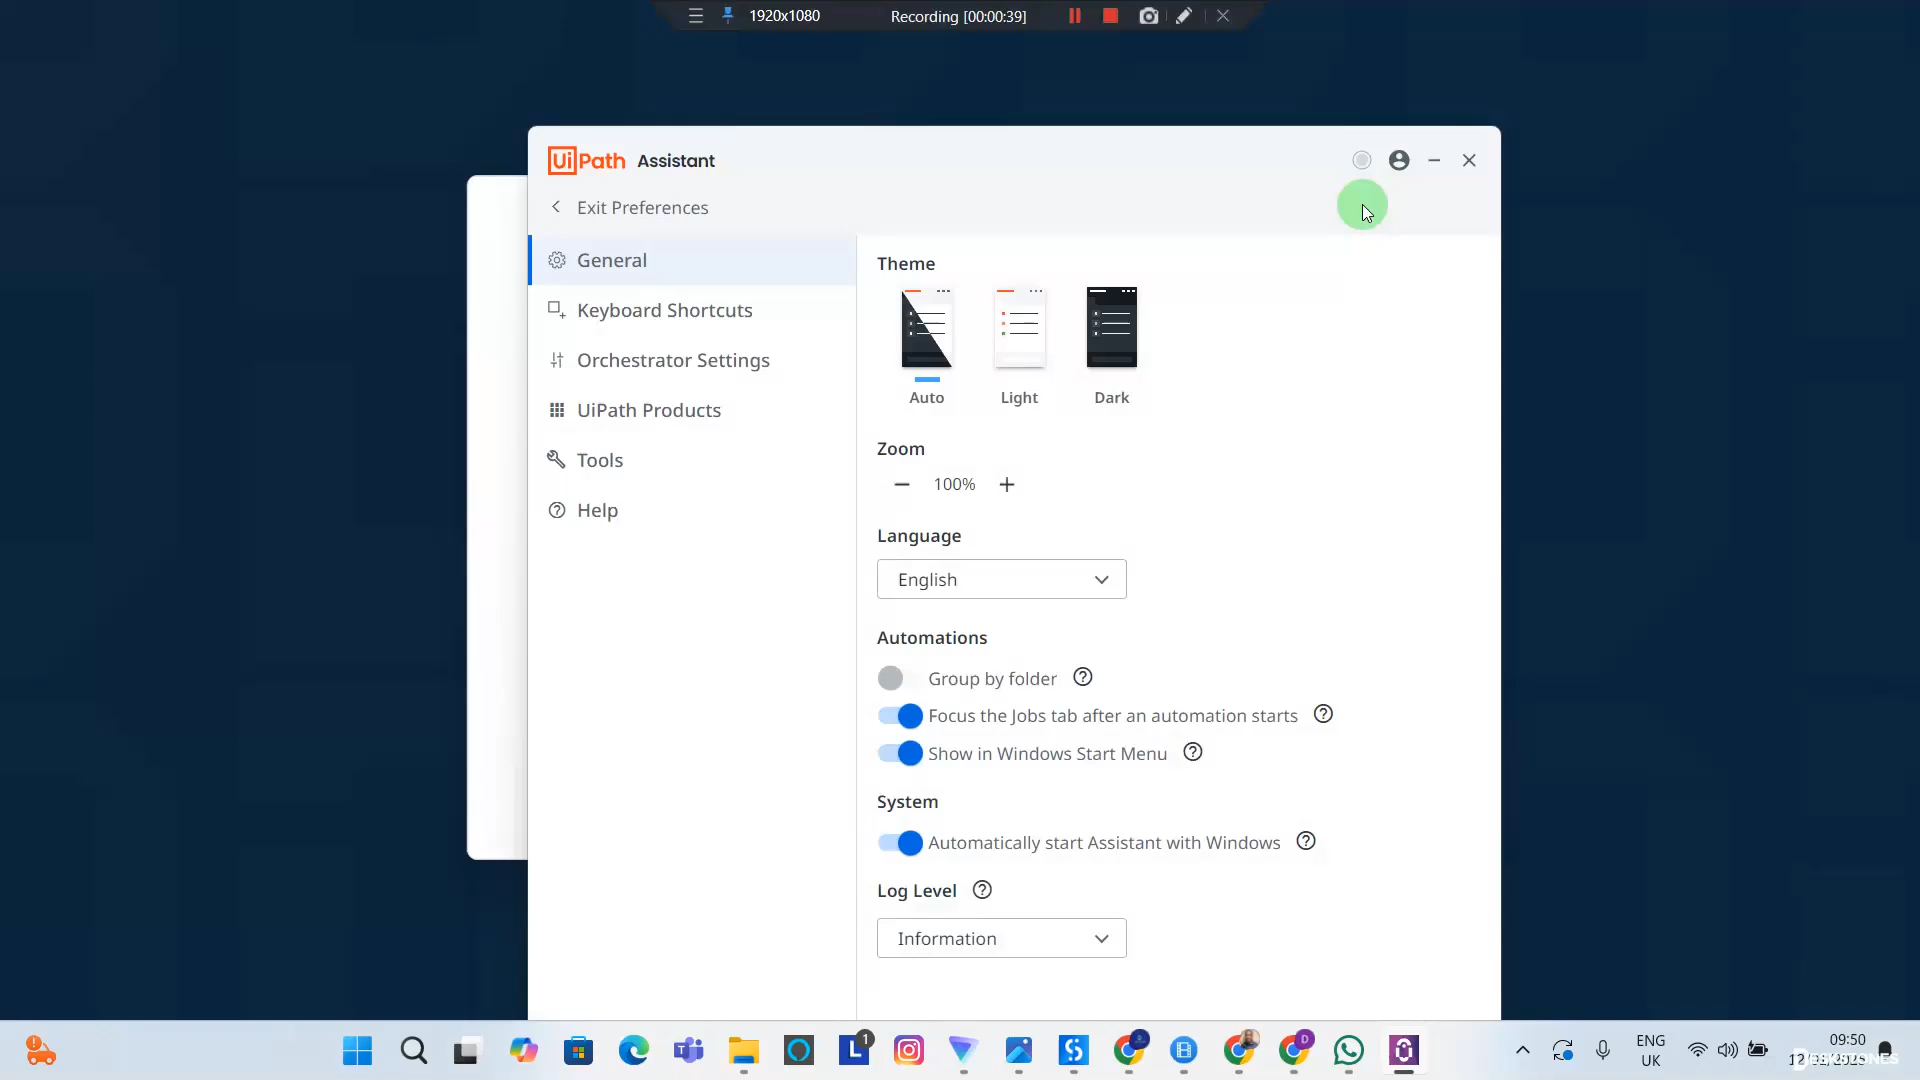 1920x1080
Recording [00:00:39]
UiPath Assistant
Exit Preferences
General
Keyboard Shortcuts
Orchestrator Settings
UiPath Products
Tools
Help
Theme
Auto
Light
Dark
Zoom
100%
Language
English
Automations
Group by folder
Focus the Jobs tab after an automation starts
Show in Windows Start Menu
System
Automatically start Assistant with Windows
Log Level
Information
1
D
ENG
UK
09:50